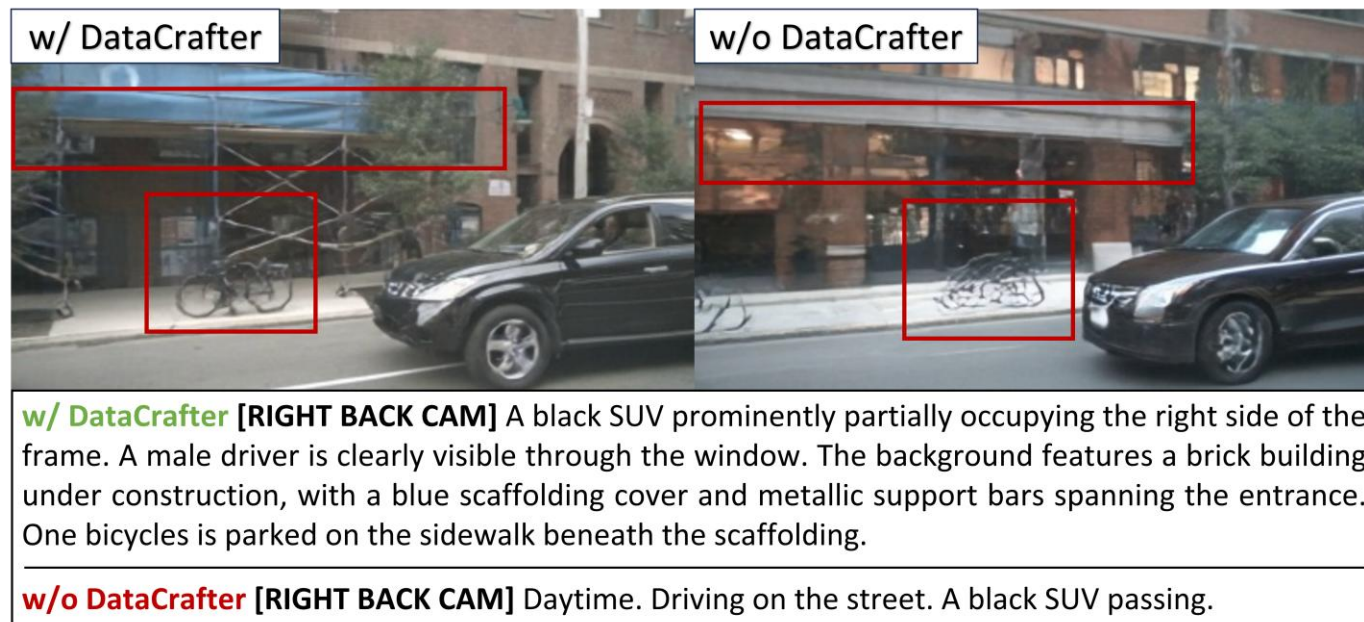 w/ DataCrafter
w/o DataCrafter
w/ DataCrafter [RIGHT BACK CAM] A black SUV prominently partially occupying the right side of the
frame. A male driver is clearly visible through the window. The background features a brick building
under construction, with a blue scaffolding cover and metallic support bars spanning the entrance.
One bicycles is parked on the sidewalk beneath the scaffolding.
w/o DataCrafter [RIGHT BACK CAM] Daytime. Driving on the street. A black SUV passing.